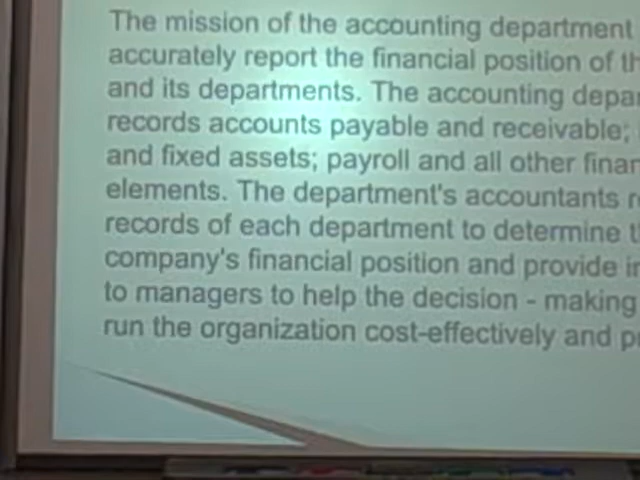 The mission of the accounting department
accurately report the financial position of
and its departments. The accounting
records accounts payable and receivable;
and fixed assets; payroll and all other
elements. The department's accountants
records of each department to determine
company's financial position and provide
to managers to help the decision - making
run the organization cost-effectively and